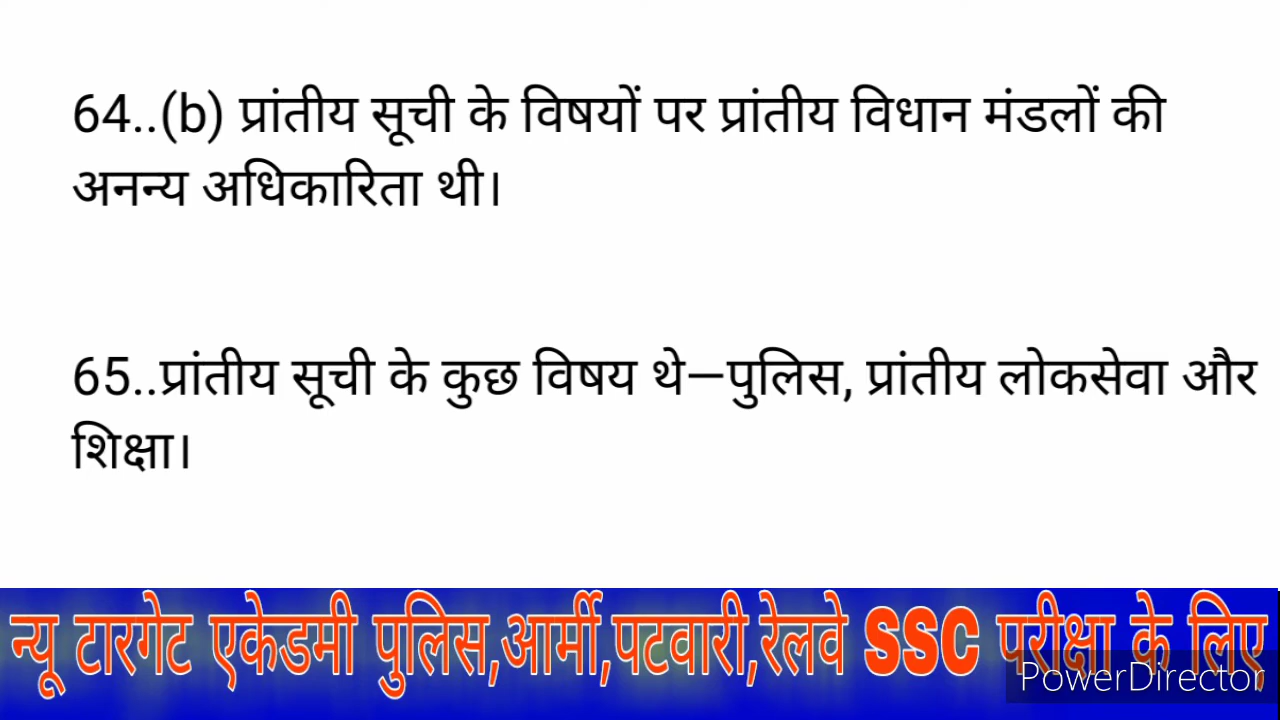 64..(b) प्रांतीय सूची के विषयों पर प्रांतीय विधान मंडलों की
अनन्य अधिकारिता थी।
65..प्रांतीय सूची के कुछ विषय थे—पुलिस, प्रांतीय लोकसेवा और
शिक्षा।
न्यू टारगेट एकेडमी पुलिस,आर्मी,पटवारी,रेलवे SSC परीक्षा के लिए
PowerDirector